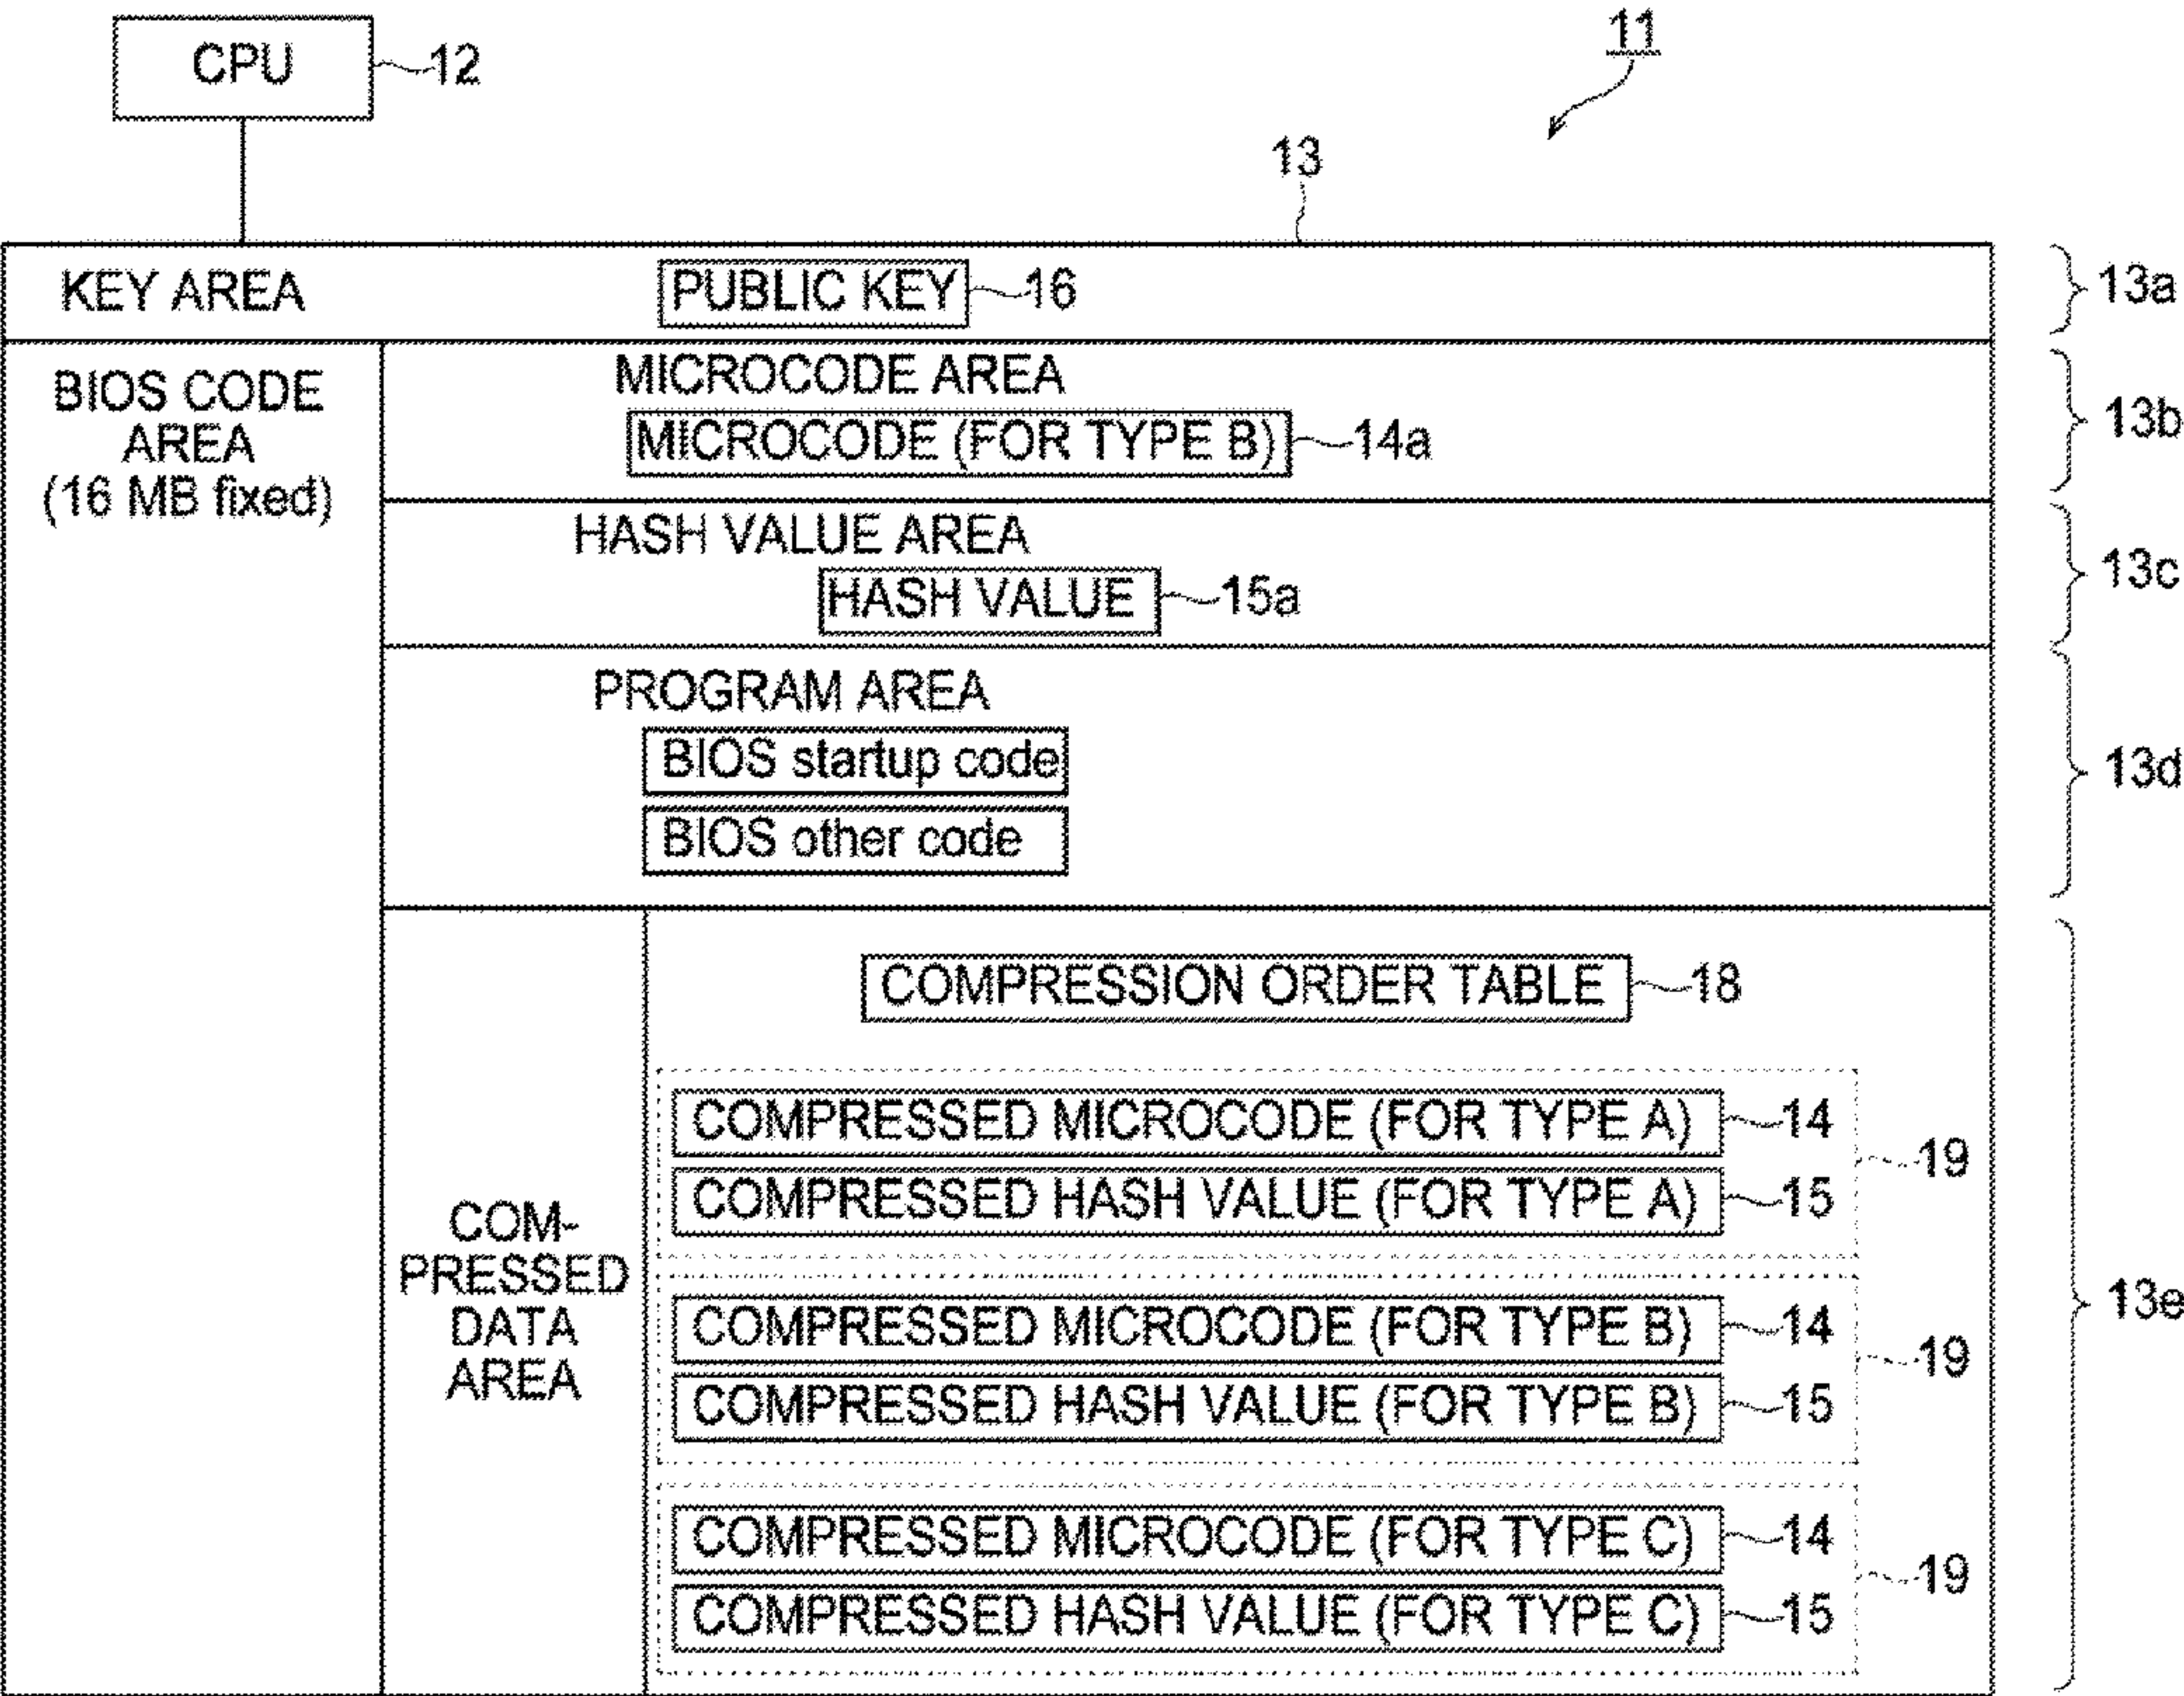 CPU
12
11
13
KEY AREA
PUBLIC KEY
16
13a
BIOS CODE
AREA
(16 MB fixed)
MICROCODE AREA
MICROCODE (FOR TYPE B)
14a
13b
HASH VALUE AREA
HASH VALUE
15a
13c
PROGRAM AREA
BIOS startup code
BIOS other code
13d
COM-
PRESSED
DATA
AREA
COMPRESSION ORDER TABLE
18
COMPRESSED MICROCODE (FOR TYPE A)
14
COMPRESSED HASH VALUE (FOR TYPE A)
15
19
COMPRESSED MICROCODE (FOR TYPE B)
14
COMPRESSED HASH VALUE (FOR TYPE B)
15
19
COMPRESSED MICROCODE (FOR TYPE C)
14
COMPRESSED HASH VALUE (FOR TYPE C)
15
19
13e